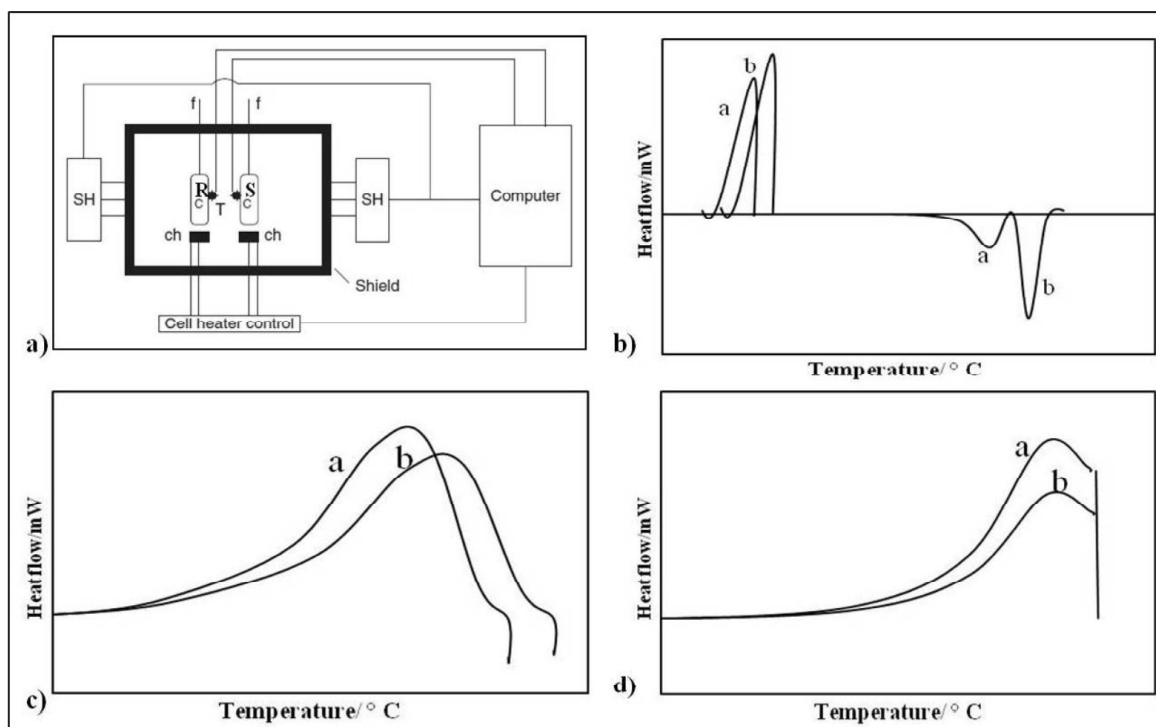 f f
SH
R S
C C
T
SH
Computer
ch ch
Shield
Cell heater control
a)
Heatflow/mW
b
a
a
b
b)
Temperature/° C
Heatflow/mW
a
b
c)
Temperature/° C
Heatflow/mW
a
b
d)
Temperature/° C